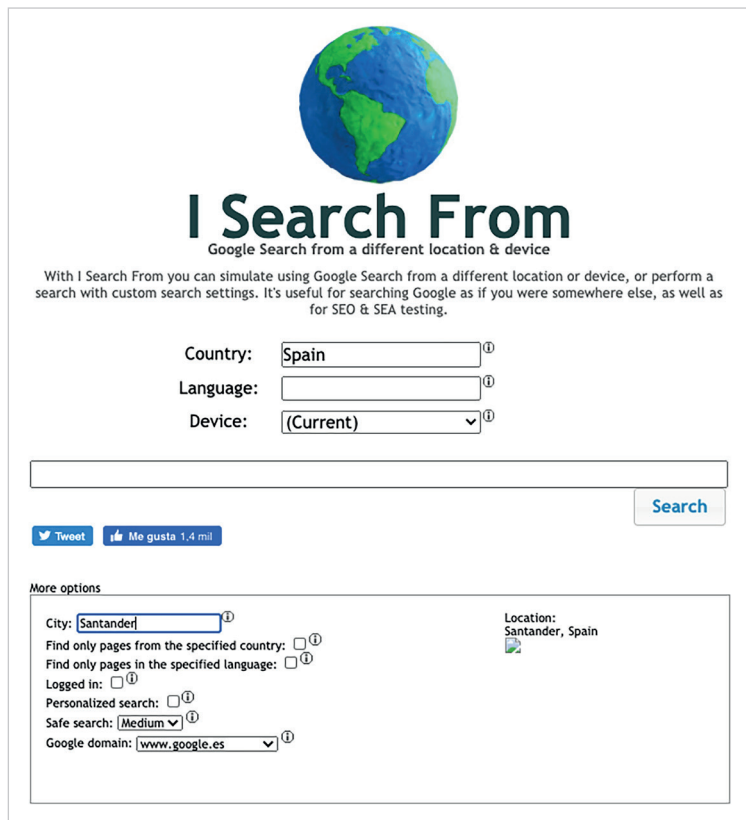 I Search From
Google Search from a different location & device
With I Search From you can simulate using Google Search from a different location or device, or perform a
search with custom search settings. It's useful for searching Google as if you were somewhere else, as well as
for SEO & SEA testing.
Country: Spain
Language:
Device: (Current)
Search
Tweet Me gusta 1,4 mil
More options
City: Santander
Find only pages from the specified country:
Find only pages in the specified language:
Logged in:
Personalized search:
Safe search: Medium
Google domain: www.google.es
Location:
Santander, Spain